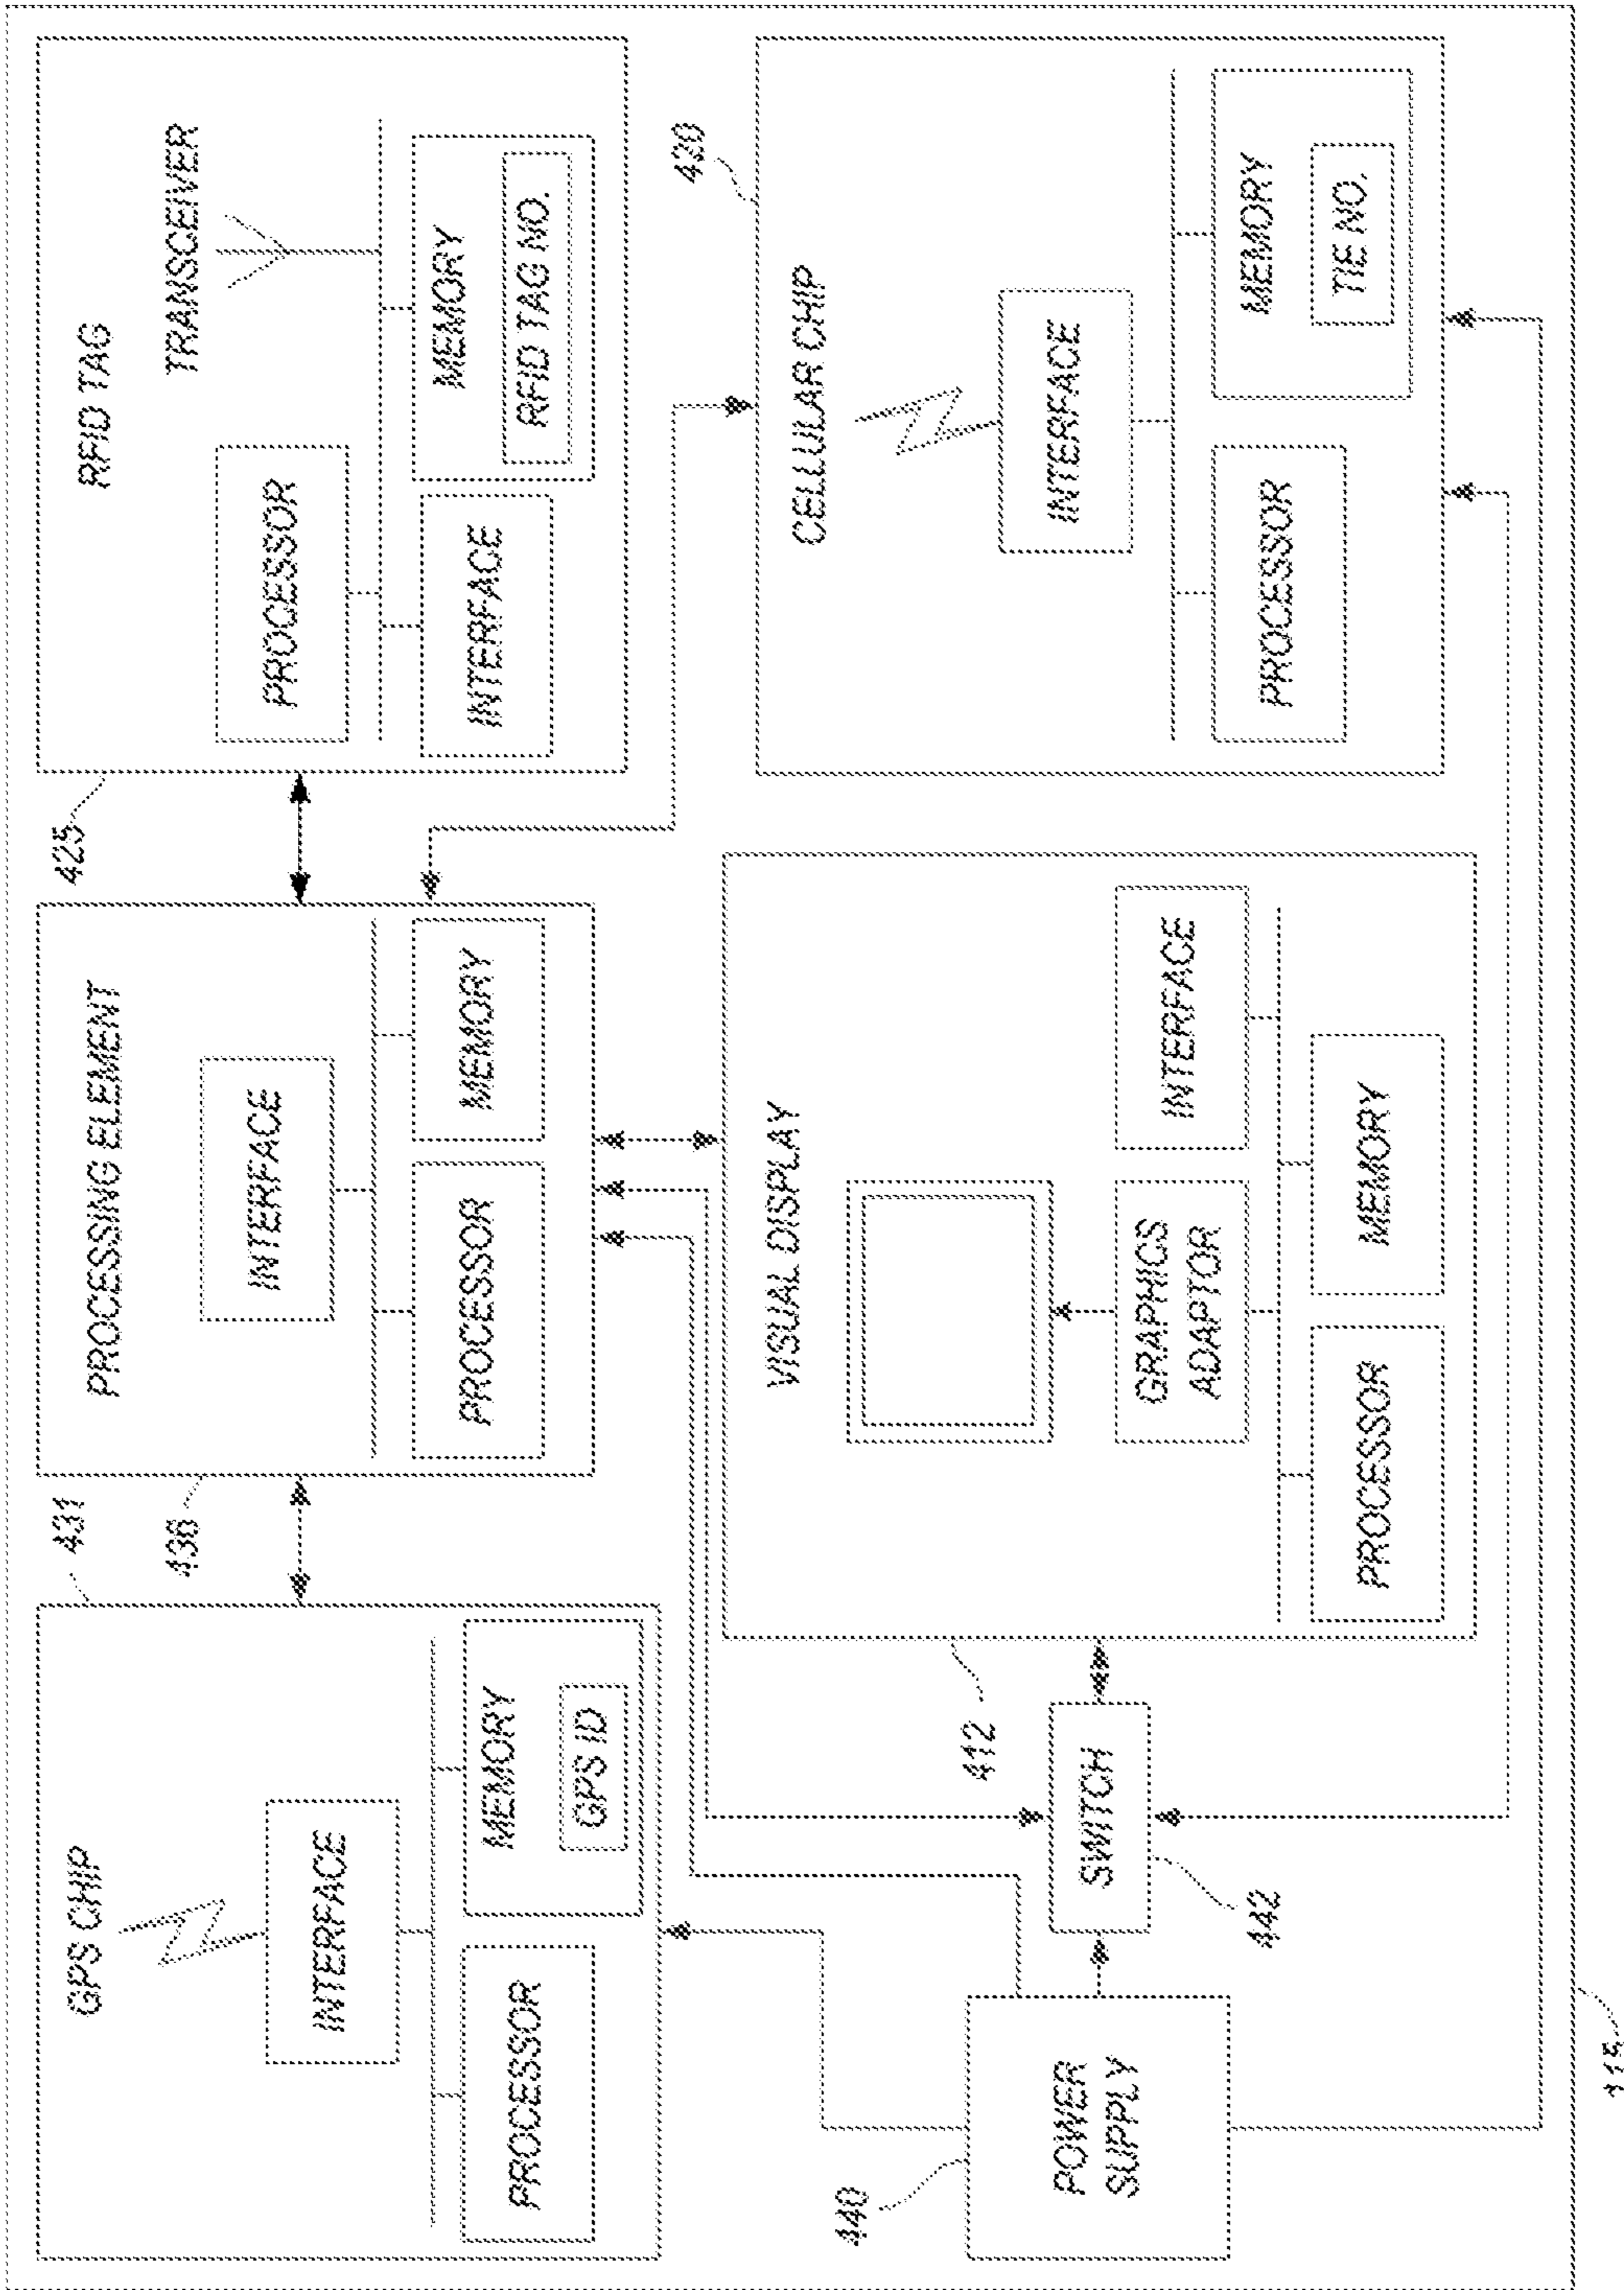 GPS CHIP
INTERFACE
PROCESSOR
MEMORY
GPS ID
431
436
PROCESSING ELEMENT
INTERFACE
PROCESSOR
MEMORY
425
RFID TAG
PROCESSOR
TRANSCEIVER
INTERFACE
MEMORY
RFID TAG NO.
440
POWER
SUPPLY
SWITCH
442
412
VISUAL DISPLAY
GRAPHICS
ADAPTOR
INTERFACE
PROCESSOR
MEMORY
420
CELLULAR CHIP
INTERFACE
PROCESSOR
MEMORY
TIE NO.
115